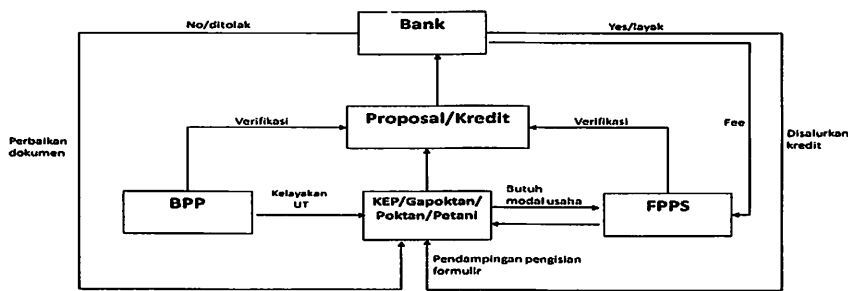 No/ditolak
Bank
Yes/layak
Verifikasi
Proposal/Kredit
Verifikasi
Fee
Perbaikan
dokumen
Disalurkan
kredit
BPP
Kelayakan
UT
KEP/Gapoktan/
Poktan/Petani
Butuh
modal usaha
FPPS
Pendampingan pengisian
formulir